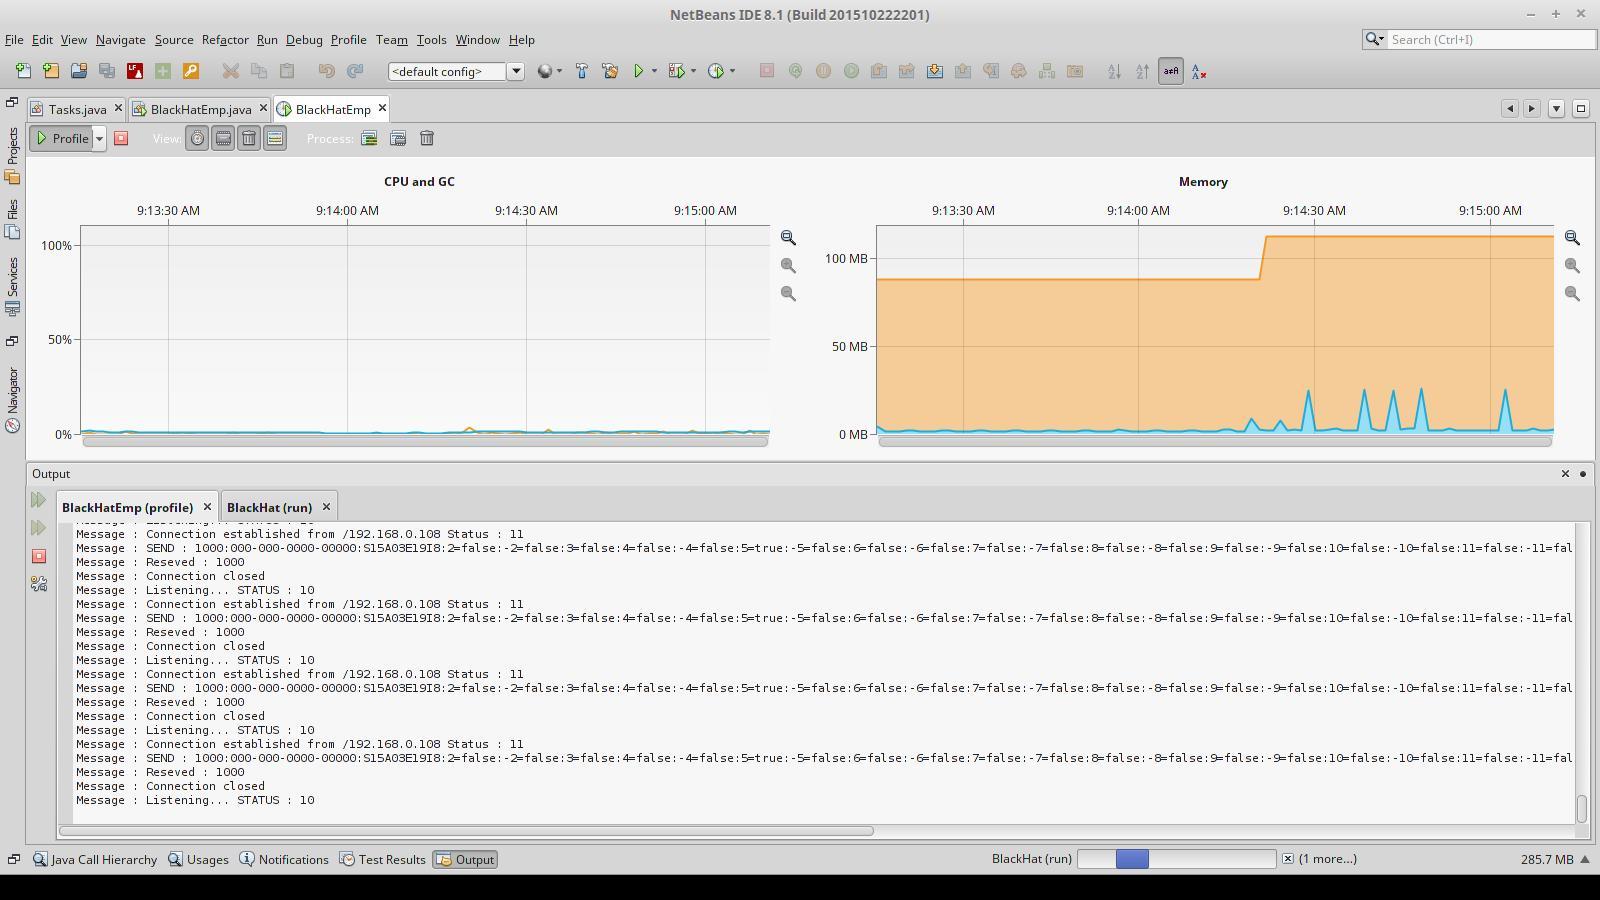 NetBeans IDE 8.1 (Build 201510222201)
File Edit View Navigate Source Refactor Run Debug Profile Team Tools Window Help
Search (Ctrl+I)
<default config>
Tasks.java BlackHatEmp.java BlackHatEmp
Profile View: Process:
Projects
Files
Services
Navigator
CPU and GC
9:13:30 AM 9:14:00 AM 9:14:30 AM 9:15:00 AM
100%
50%
0%
Memory
9:13:30 AM 9:14:00 AM 9:14:30 AM 9:15:00 AM
100 MB
50 MB
0 MB
Output
BlackHatEmp (profile) BlackHat (run)
Message : Connection established from /192.168.0.108 Status : 11
Message : SEND : 1000:000-000-0000-00000:S15A03E19I8:2=false:-2=false:3=false:4=false:-4=false:5=true:-5=false:6=false:-6=false:7=false:-7=false:8=false:-8=false:9=false:-9=false:10=false:-10=false:11=false:-11=fal
Message : Reseved : 1000
Message : Connection closed
Message : Listening... STATUS : 10
Message : Connection established from /192.168.0.108 Status : 11
Message : SEND : 1000:000-000-0000-00000:S15A03E19I8:2=false:-2=false:3=false:4=false:-4=false:5=true:-5=false:6=false:-6=false:7=false:-7=false:8=false:-8=false:9=false:-9=false:10=false:-10=false:11=false:-11=fal
Message : Reseved : 1000
Message : Connection closed
Message : Listening... STATUS : 10
Message : Connection established from /192.168.0.108 Status : 11
Message : SEND : 1000:000-000-0000-00000:S15A03E19I8:2=false:-2=false:3=false:4=false:-4=false:5=true:-5=false:6=false:-6=false:7=false:-7=false:8=false:-8=false:9=false:-9=false:10=false:-10=false:11=false:-11=fal
Message : Reseved : 1000
Message : Connection closed
Message : Listening... STATUS : 10
Message : Connection established from /192.168.0.108 Status : 11
Message : SEND : 1000:000-000-0000-00000:S15A03E19I8:2=false:-2=false:3=false:4=false:-4=false:5=true:-5=false:6=false:-6=false:7=false:-7=false:8=false:-8=false:9=false:-9=false:10=false:-10=false:11=false:-11=fal
Message : Reseved : 1000
Message : Connection closed
Message : Listening... STATUS : 10
Java Call Hierarchy Usages Notifications Test Results Output BlackHat (run) (1 more...) 285.7 MB